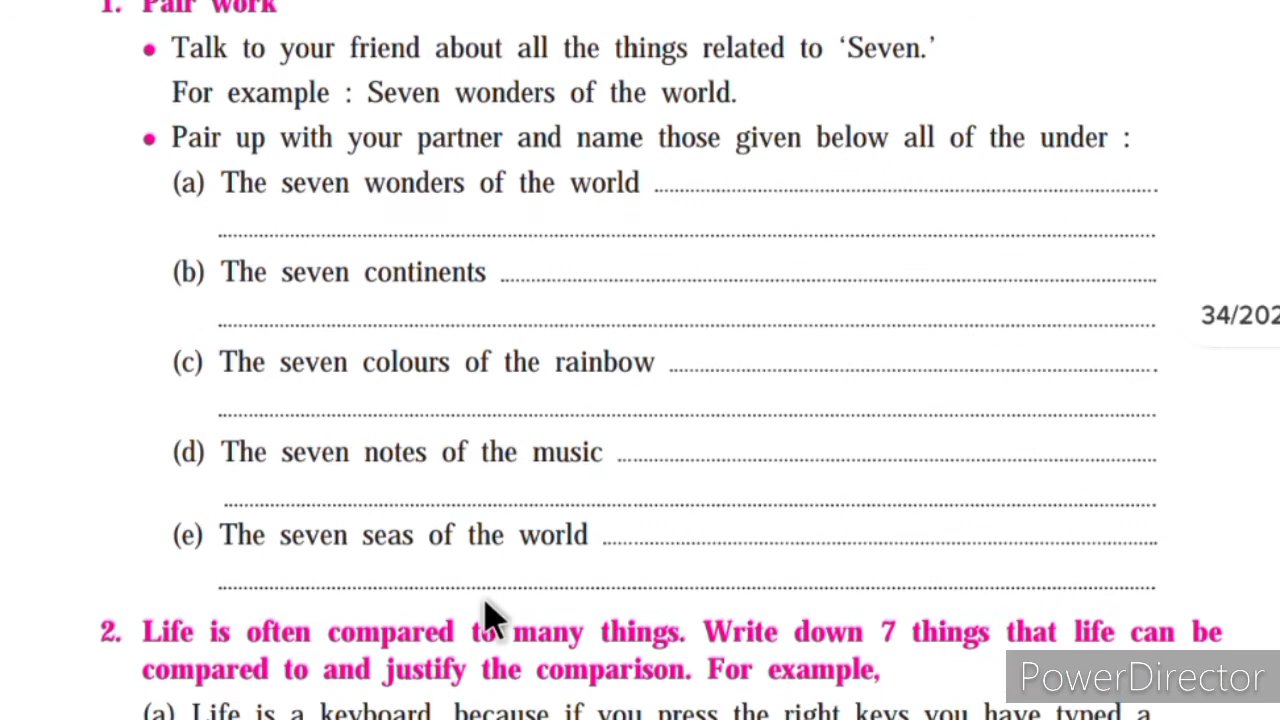 1. Pair work
• Talk to your friend about all the things related to ‘Seven.’
For example : Seven wonders of the world.
• Pair up with your partner and name those given below all of the under :
(a) The seven wonders of the world
(b) The seven continents
34/202
(c) The seven colours of the rainbow
(d) The seven notes of the music
(e) The seven seas of the world
2. Life is often compared to many things. Write down 7 things that life can be
compared to and justify the comparison. For example,
PowerDirector
(a) Life is a keyboard, because if you press the right keys you have typed a